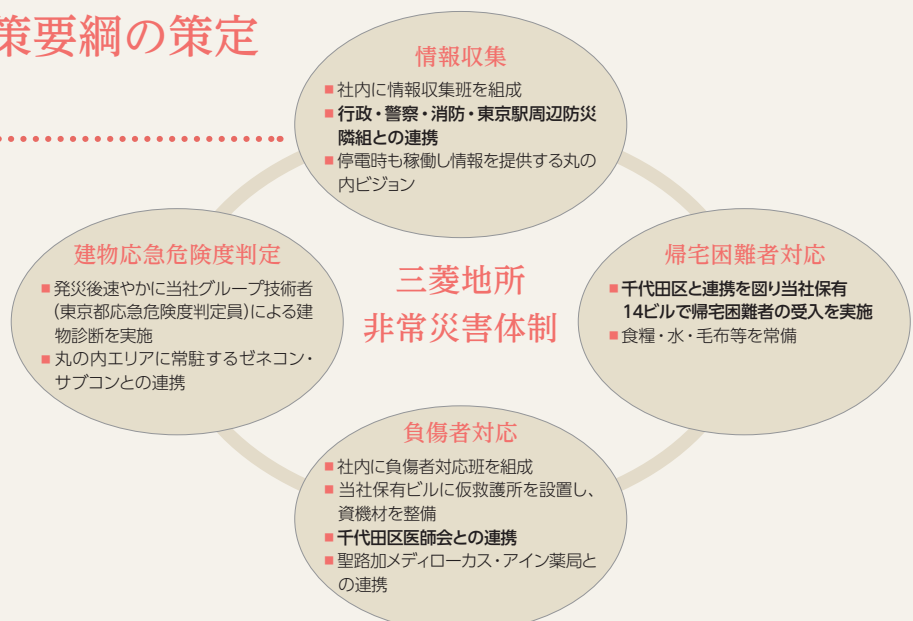 策要綱の策定
情報収集
■社内に情報収集班を組成
■行政・警察・消防・東京駅周辺防災
隣組との連携
■停電時も稼働し情報を提供する丸の
内ビジョン
建物応急危険度判定
■発災後速やかに当社グループ技術者
(東京都応急危険度判定員)による建
物診断を実施
■丸の内エリアに常駐するゼネコン・
サブコンとの連携
三菱地所
非常災害体制
帰宅困難者対応
■千代田区と連携を図り当社保有
14ビルで帰宅困難者の受入を実施
■食糧・水・毛布等を常備
負傷者対応
■社内に負傷者対応班を組成
■当社保有ビルに仮救護所を設置し、
資機材を整備
■千代田区医師会との連携
■聖路加メディローカス・アイン薬局と
の連携